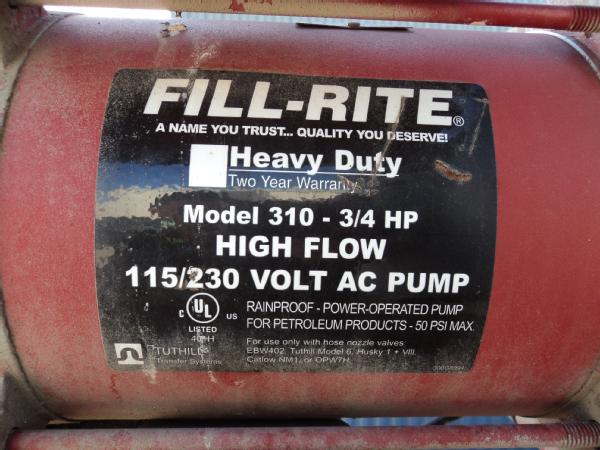 FILL-RITE®
A NAME YOU TRUST... QUALITY YOU DESERVE!
Heavy Duty
Two Year Warranty
Model 310 - 3/4 HP
HIGH FLOW
115/230 VOLT AC PUMP
C UL US
LISTED
RAINPROOF - POWER-OPERATED PUMP
FOR PETROLEUM PRODUCTS - 50 PSI MAX
TUTHILL
Transfer Systems
For use only with hose nozzle valves:
EBW402, Tuthill Model 6, Husky 1 + VIII,
Catlow NM1, or OPW7H.